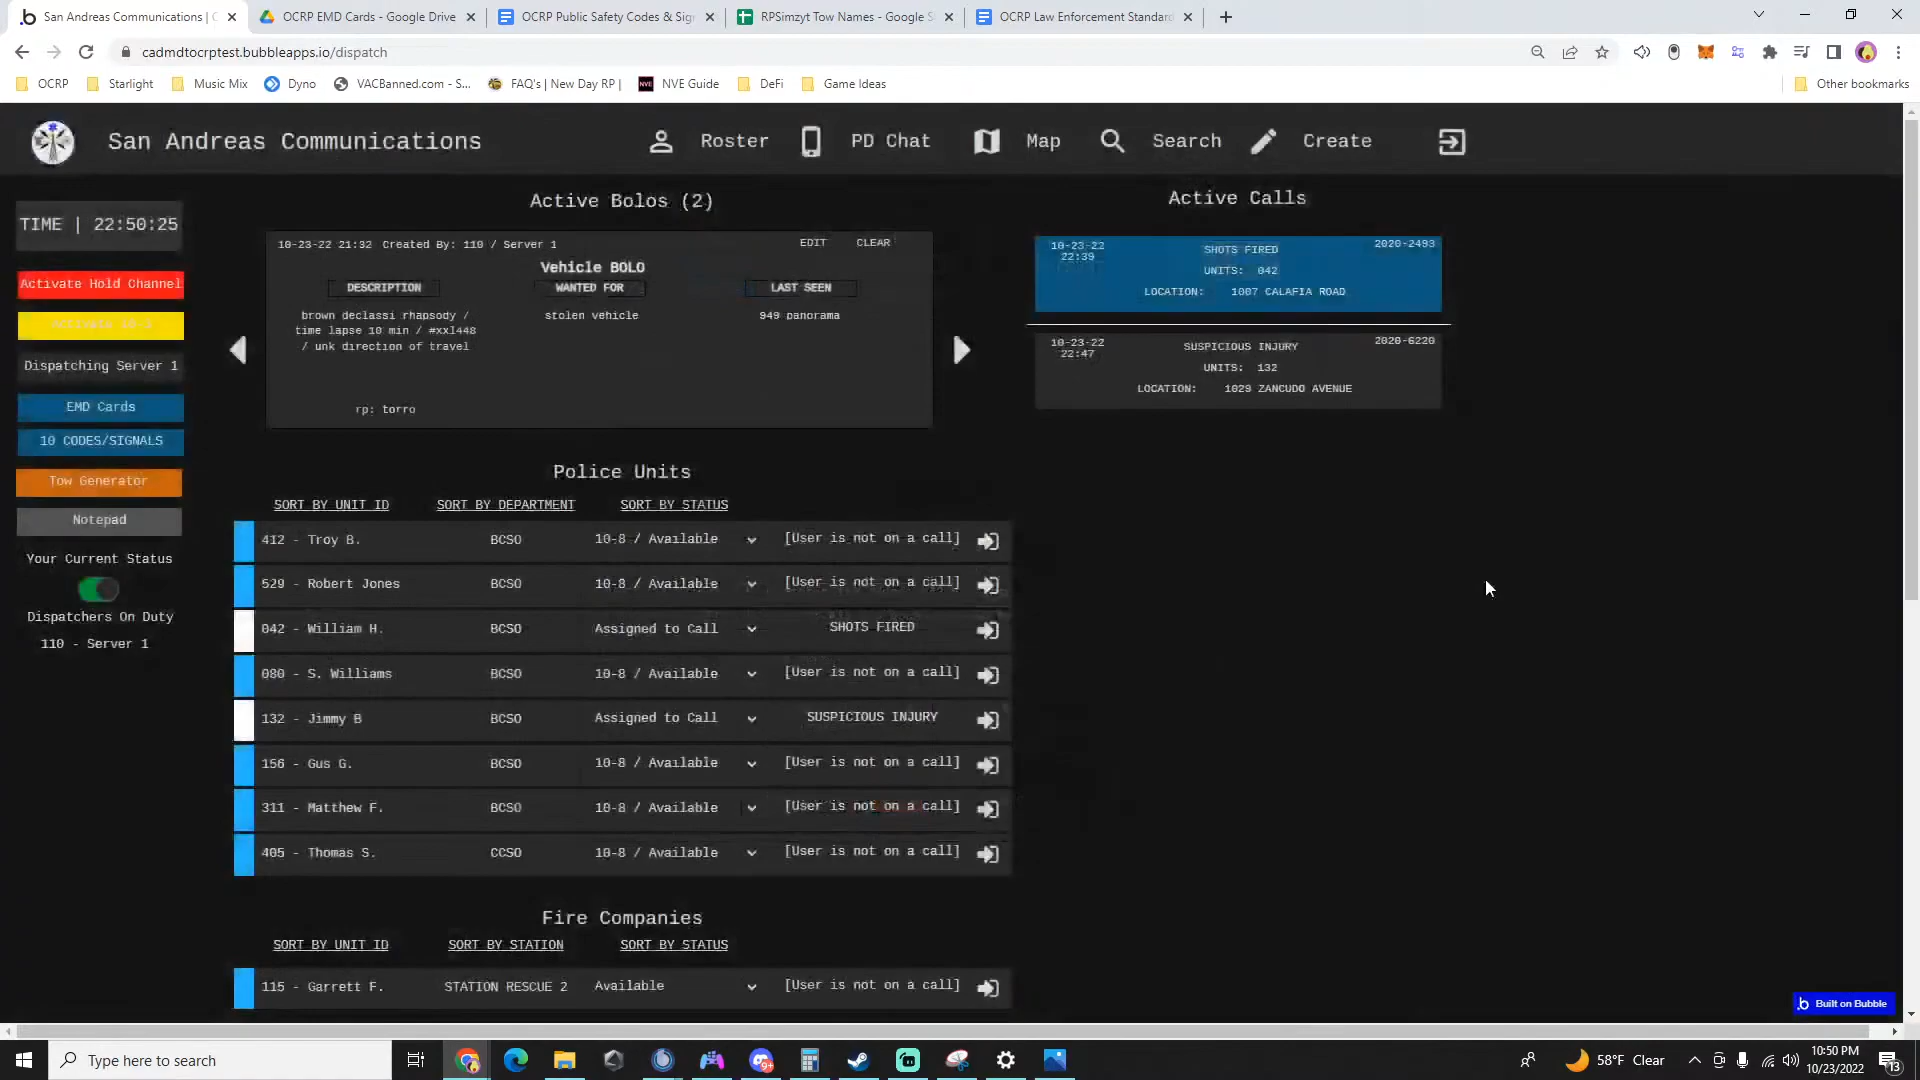 San Andreas Communications | C
OCRP EMD Cards - Google Drive
OCRP Public Safety Codes & Sig
RPSimzyt Tow Names - Google S
OCRP Law Enforcement Standard
cadmdtocrptest.bubbleapps.io/dispatch
OCRP
Starlight
Music Mix
Dyno
VACBanned.com - S...
FAQ's | New Day RP |
NVE Guide
DeFi
Game Ideas
Other bookmarks
San Andreas Communications
Roster
PD Chat
Map
Search
Create
TIME | 22:50:25
Activate Hold Channel
Dispatching Server 1
EMD Cards
10 CODES/SIGNALS
Tow Generator
Notepad
Your Current Status
Dispatchers On Duty
110 - Server 1
Active Bolos (2)
10-23-22 21:32 Created By: 110 / Server 1
EDIT CLEAR
Vehicle BOLO
DESCRIPTION WANTED FOR LAST SEEN
brown declassi rhapsody /
time lapse 10 min / #xxl448
/ unk direction of travel
stolen vehicle
949 panorama
rp: torro
Active Calls
10-23-22
22:39
SHOTS FIRED
2020-2493
UNITS: 042
LOCATION: 1007 CALAFIA ROAD
10-23-22
22:47
SUSPICIOUS INJURY
2020-6220
UNITS: 132
LOCATION: 1029 ZANCUDO AVENUE
Police Units
SORT BY UNIT ID SORT BY DEPARTMENT SORT BY STATUS
412 - Troy B. BCSO 10-8 / Available [User is not on a call]
529 - Robert Jones BCSO 10-8 / Available [User is not on a call]
042 - William H. BCSO Assigned to Call SHOTS FIRED
080 - S. Williams BCSO 10-8 / Available [User is not on a call]
132 - Jimmy B BCSO Assigned to Call SUSPICIOUS INJURY
156 - Gus G. BCSO 10-8 / Available [User is not on a call]
311 - Matthew F. BCSO 10-8 / Available [User is not on a call]
405 - Thomas S. CCSO 10-8 / Available [User is not on a call]
Fire Companies
SORT BY UNIT ID SORT BY STATION SORT BY STATUS
115 - Garrett F. STATION RESCUE 2 Available [User is not on a call]
Built on Bubble
Type here to search
58°F Clear
10:50 PM
10/23/2022
13